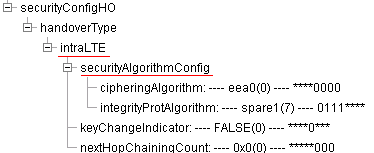 securityConfigHO
handoverType
intraLTE
securityAlgorithmConfig
cipheringAlgorithm: ---- eea0(0) ---- ****0000
integrityProtAlgorithm: ---- spare1(7) ---- 0111****
keyChangeIndicator: ---- FALSE(0) ---- ****0***
nextHopChainingCount: ---- 0x0(0) ---- *****000